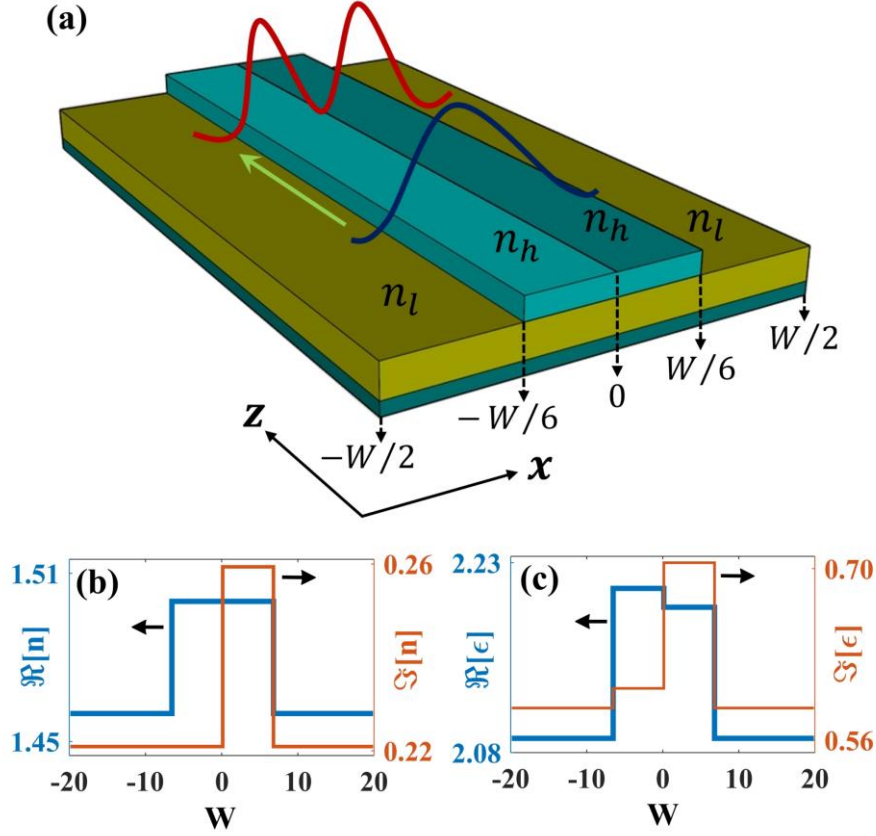 (a)
n_h
n_h
n_l
n_l
W/2
W/6
0
−W/6
−W/2
z
x
(b)
1.51
1.45
ℜ[n]
0.26
0.22
ℑ[n]
-20 -10 0 10 20
W
(c)
2.23
2.08
ℜ[ϵ]
0.70
0.56
ℑ[ϵ]
-20 -10 0 10 20
W